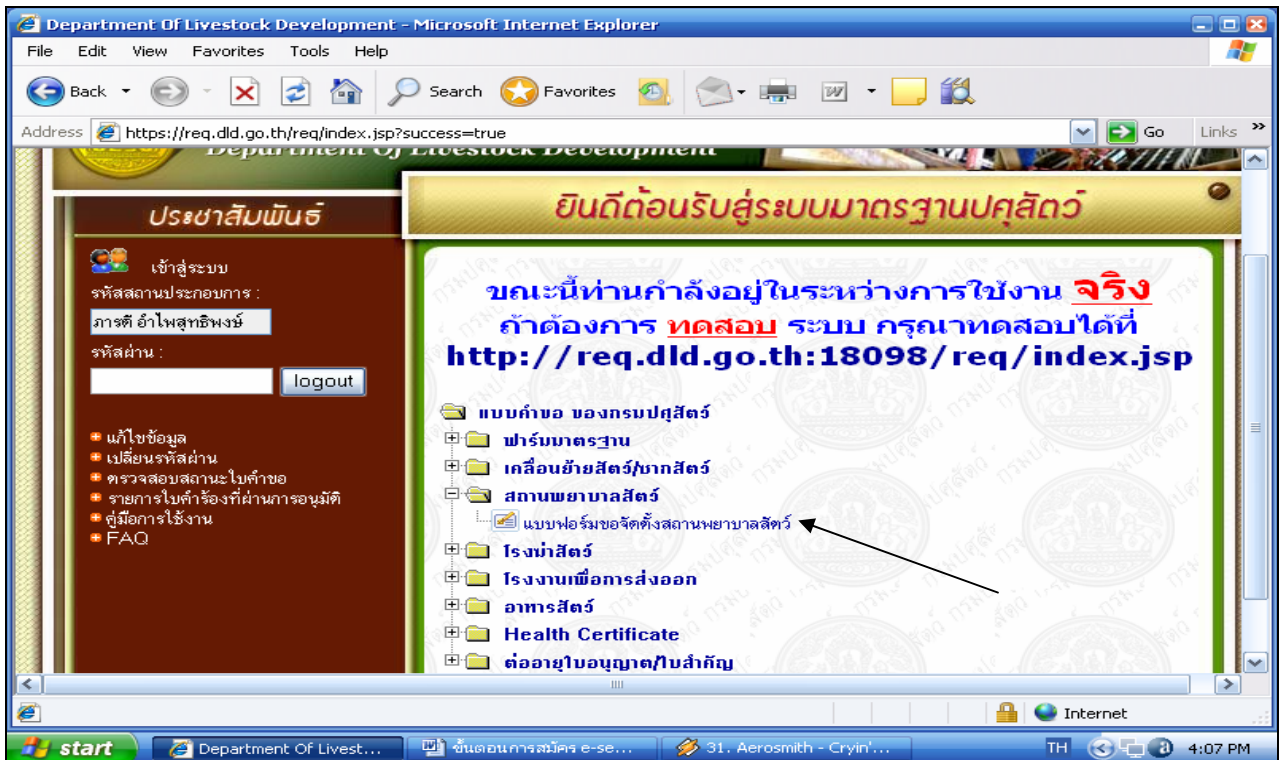 Department Of Livestock Development - Microsoft Internet Explorer
File Edit View Favorites Tools Help
Back Search Favorites
Address https://req.dld.go.th/req/index.jsp?success=true Go Links
Department Of Livestock Development
ประชาสัมพันธ์
ยินดีต้อนรับสู่ระบบมาตรฐานปศุสัตว์
เข้าสู่ระบบ
รหัสสถานประกอบการ :
ภารดี อำไพสุทธิพงษ์
รหัสผ่าน :
logout
แก้ไขข้อมูล
เปลี่ยนรหัสผ่าน
ตรวจสอบสถานะใบคำขอ
รายการใบคำร้องที่ผ่านการอนุมัติ
คู่มือการใช้งาน
FAQ
ขณะนี้ท่านกำลังอยู่ในระหว่างการใช้งาน จริง
ถ้าต้องการ ทดสอบ ระบบ กรุณาทดสอบได้ที่
http://req.dld.go.th:18098/req/index.jsp
แบบคำขอ ของกรมปศุสัตว์
ฟาร์มมาตรฐาน
เคลื่อนย้ายสัตว์/ซากสัตว์
สถานพยาบาลสัตว์
แบบฟอร์มขอจัดตั้งสถานพยาบาลสัตว์
โรงฆ่าสัตว์
โรงงานเพื่อการส่งออก
อาหารสัตว์
Health Certificate
ต่ออายุใบอนุญาต/ใบสำคัญ
Internet
start Department Of Livest... ขั้นตอนการสมัคร e-se... 31. Aerosmith - Cryin'... TH 4:07 PM